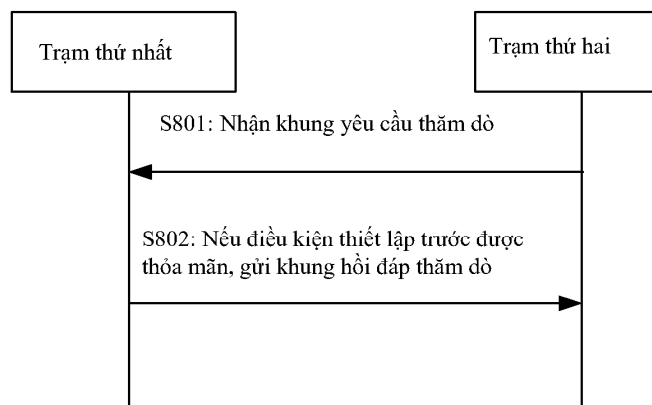 Trạm thứ nhất
Trạm thứ hai
S801: Nhận khung yêu cầu thăm dò
S802: Nếu điều kiện thiết lập trước được
thỏa mãn, gửi khung hồi đáp thăm dò